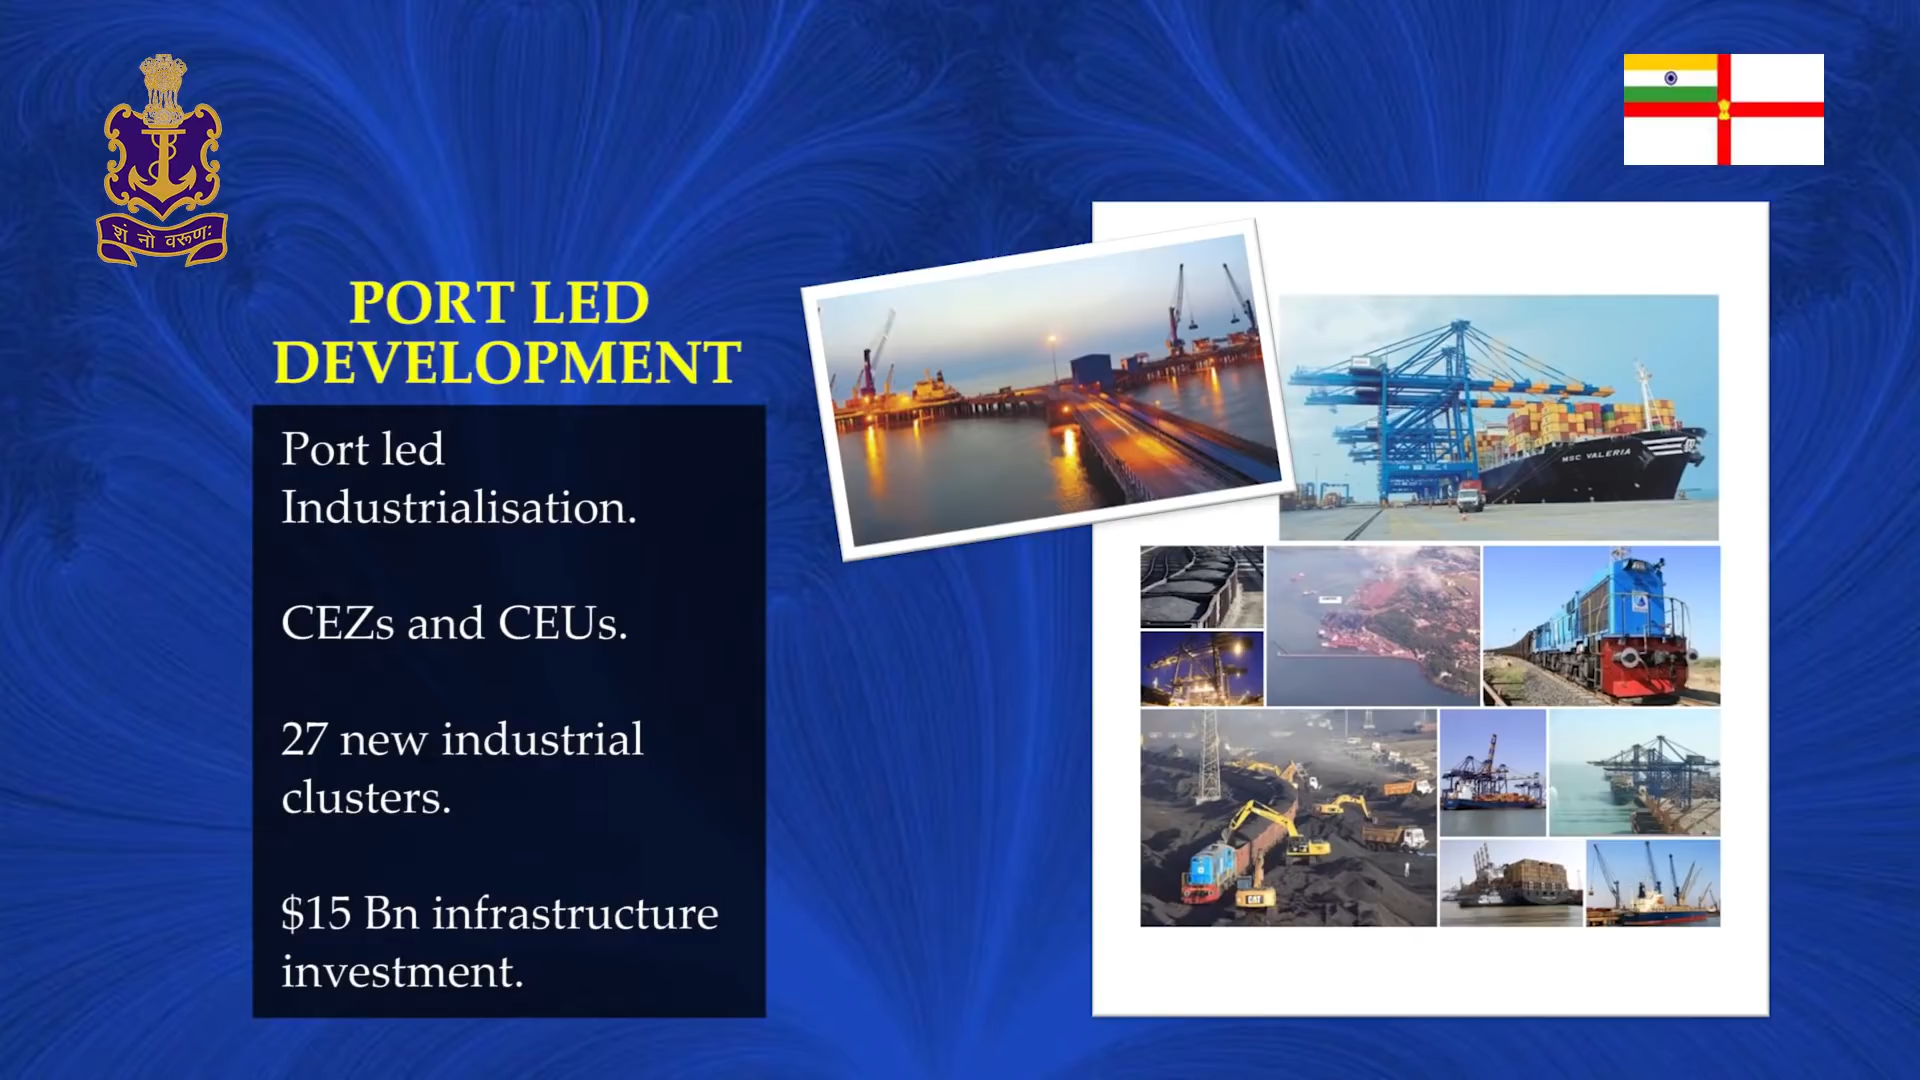 शं नो वरूणः
PORT LED
DEVELOPMENT
Port led
Industrialisation.
CEZs and CEUs.
27 new industrial
clusters.
$15 Bn infrastructure
investment.
MSC VALERIA
CAT